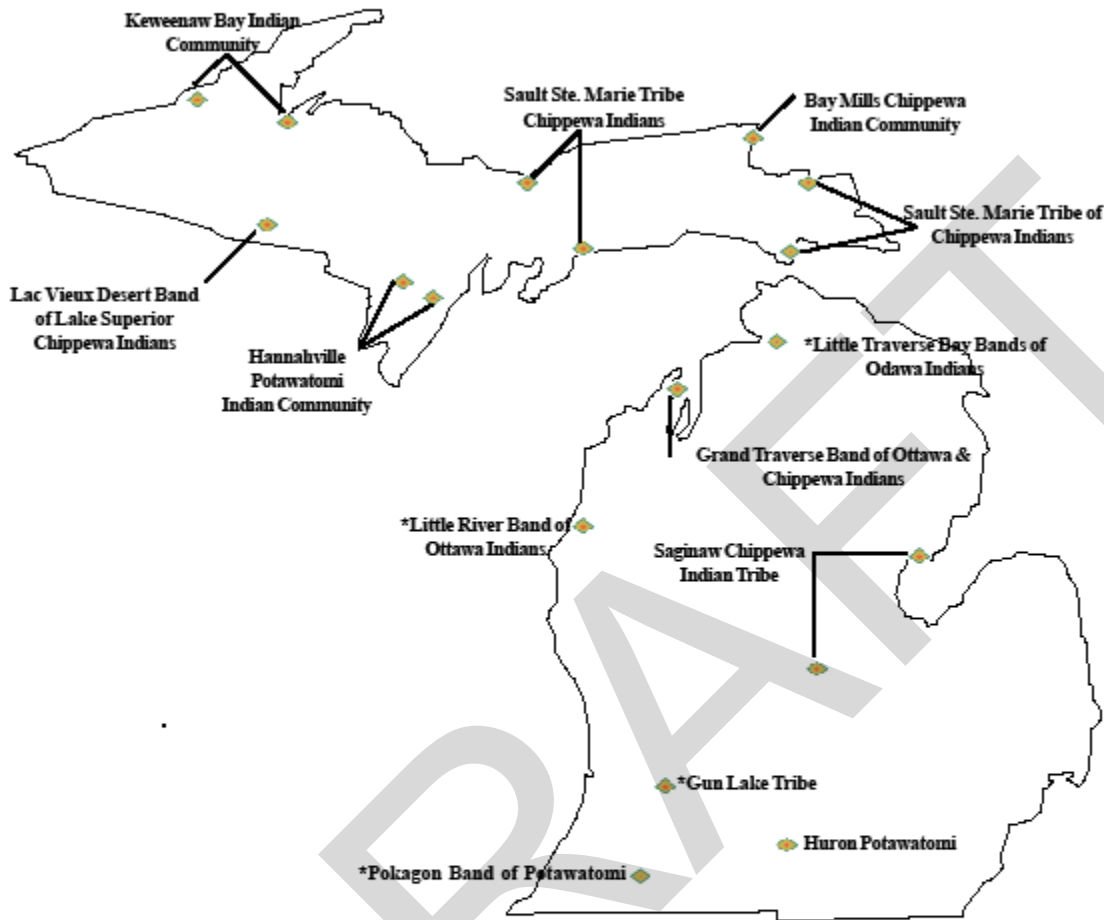 Keweenaw Bay Indian
Community
Sault Ste. Marie Tribe
Chippewa Indians
Bay Mills Chippewa
Indian Community
Sault Ste. Marie Tribe of
Chippewa Indians
Lac Vieux Desert Band
of Lake Superior
Chippewa Indians
Hannahville
Potawatomi
Indian Community
*Little Traverse Bay Bands of
Odawa Indians
Grand Traverse Band of Ottawa &
Chippewa Indians
*Little River Band of
Ottawa Indians
Saginaw Chippewa
Indian Tribe
*Gun Lake Tribe
Huron Potawatomi
*Pokagon Band of Potawatomi
RAFT